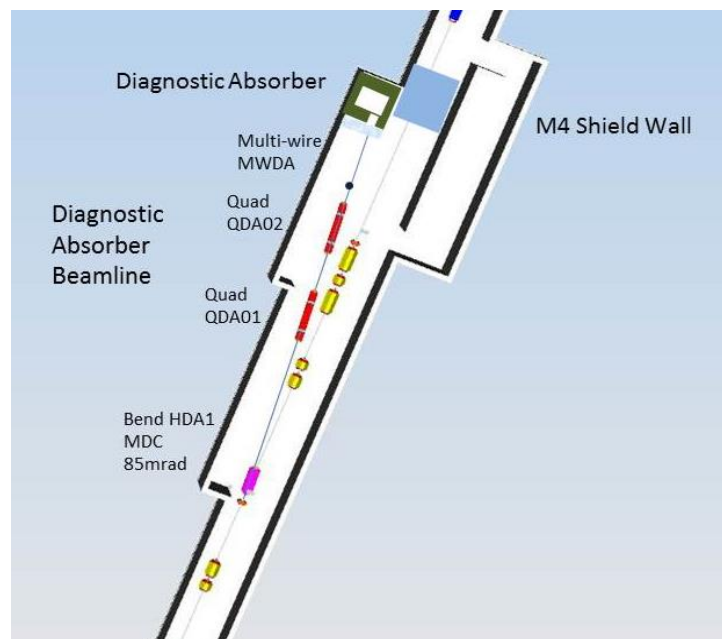 Diagnostic Absorber
M4 Shield Wall
Multi-wire
MWDA
Quad
QDA02
Diagnostic
Absorber
Beamline
Quad
QDA01
Bend HDA1
MDC
85mrad